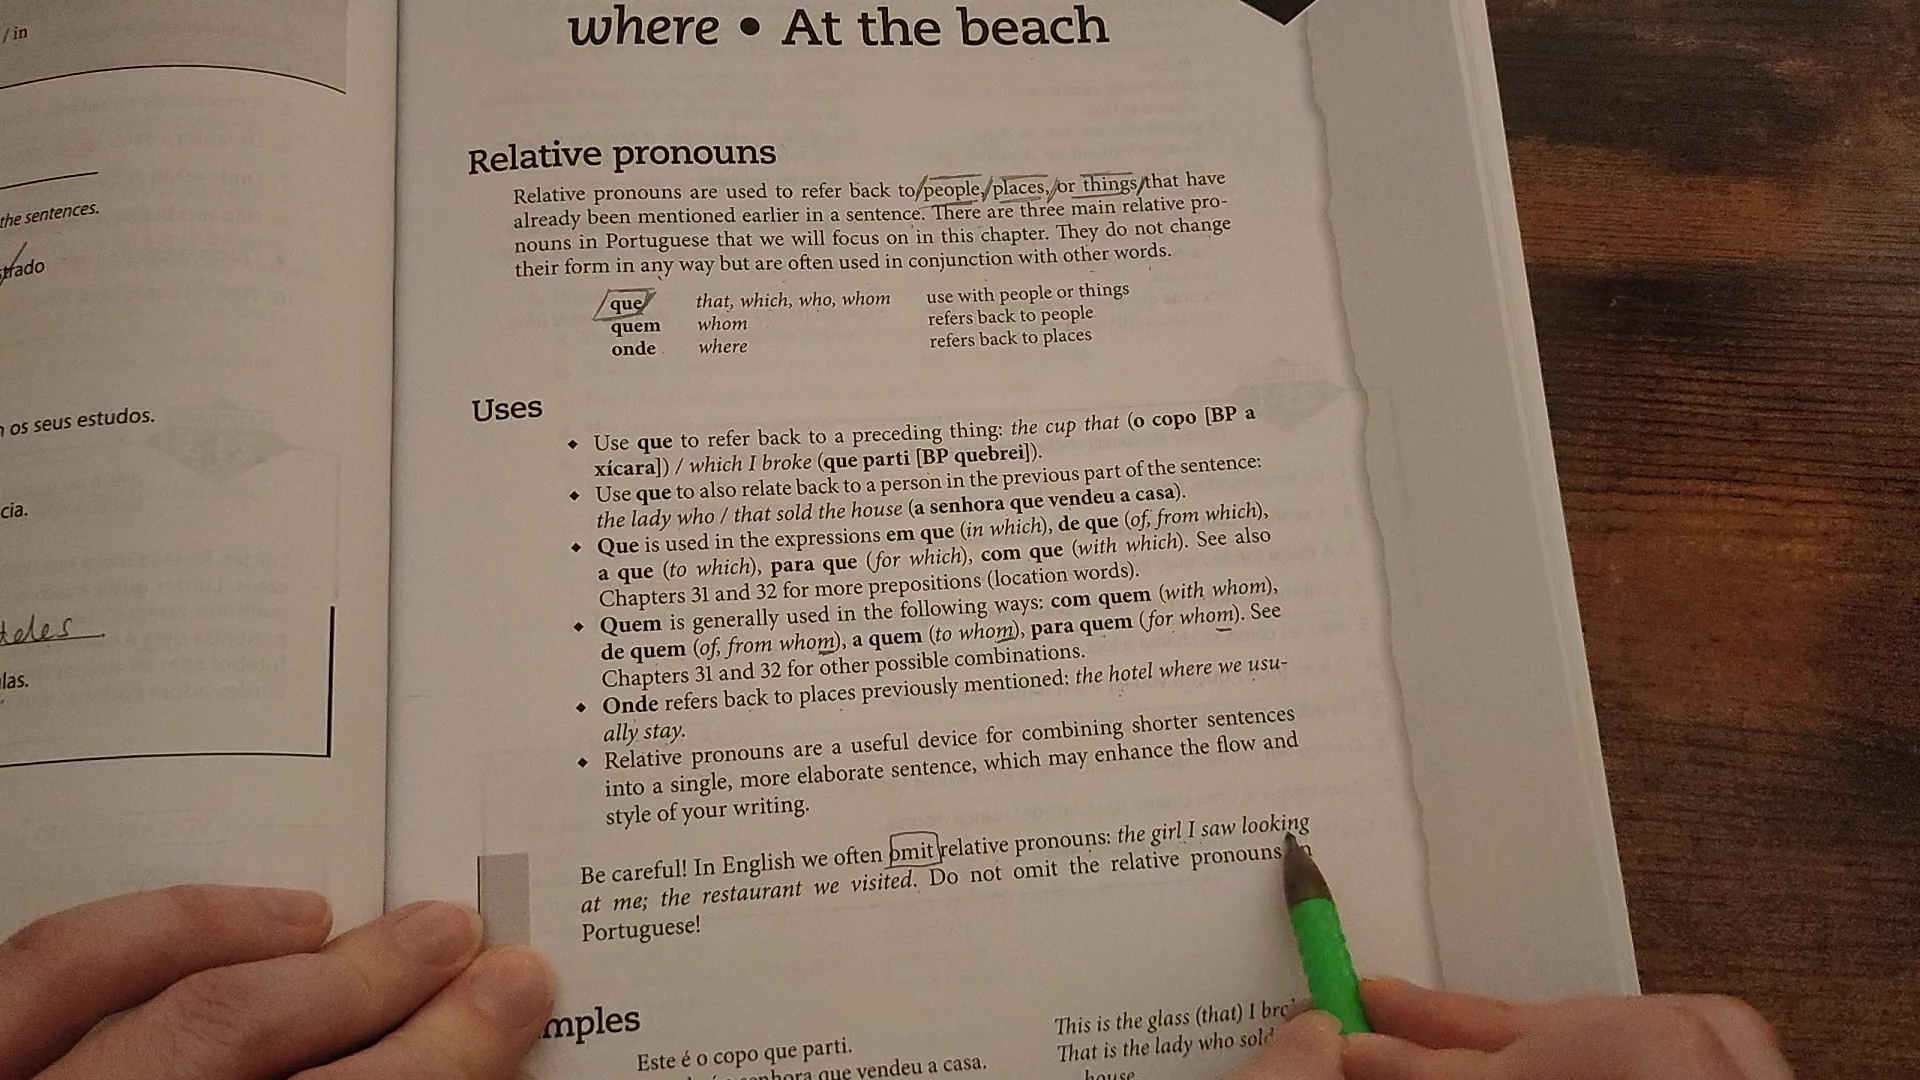 / in
the sentences.
trado
n os seus estudos.
cia.
teles
las.
where • At the beach
Relative pronouns
Relative pronouns are used to refer back to people, places, or things that have
already been mentioned earlier in a sentence. There are three main relative pro-
nouns in Portuguese that we will focus on in this chapter. They do not change
their form in any way but are often used in conjunction with other words.
que that, which, who, whom use with people or things
quem whom refers back to people
onde where refers back to places
Uses
◆ Use que to refer back to a preceding thing: the cup that (o copo [BP a
xícara]) / which I broke (que parti [BP quebrei]).
◆ Use que to also relate back to a person in the previous part of the sentence:
the lady who / that sold the house (a senhora que vendeu a casa).
◆ Que is used in the expressions em que (in which), de que (of, from which),
a que (to which), para que (for which), com que (with which). See also
Chapters 31 and 32 for more prepositions (location words).
◆ Quem is generally used in the following ways: com quem (with whom),
de quem (of, from whom), a quem (to whom), para quem (for whom). See
Chapters 31 and 32 for other possible combinations.
◆ Onde refers back to places previously mentioned: the hotel where we usu-
ally stay.
◆ Relative pronouns are a useful device for combining shorter sentences
into a single, more elaborate sentence, which may enhance the flow and
style of your writing.
Be careful! In English we often omit relative pronouns: the girl I saw looking
at me; the restaurant we visited. Do not omit the relative pronouns
Portuguese!
mples
Este é o copo que parti. This is the glass (that) I bro
nhora que vendeu a casa. That is the lady who sold
house